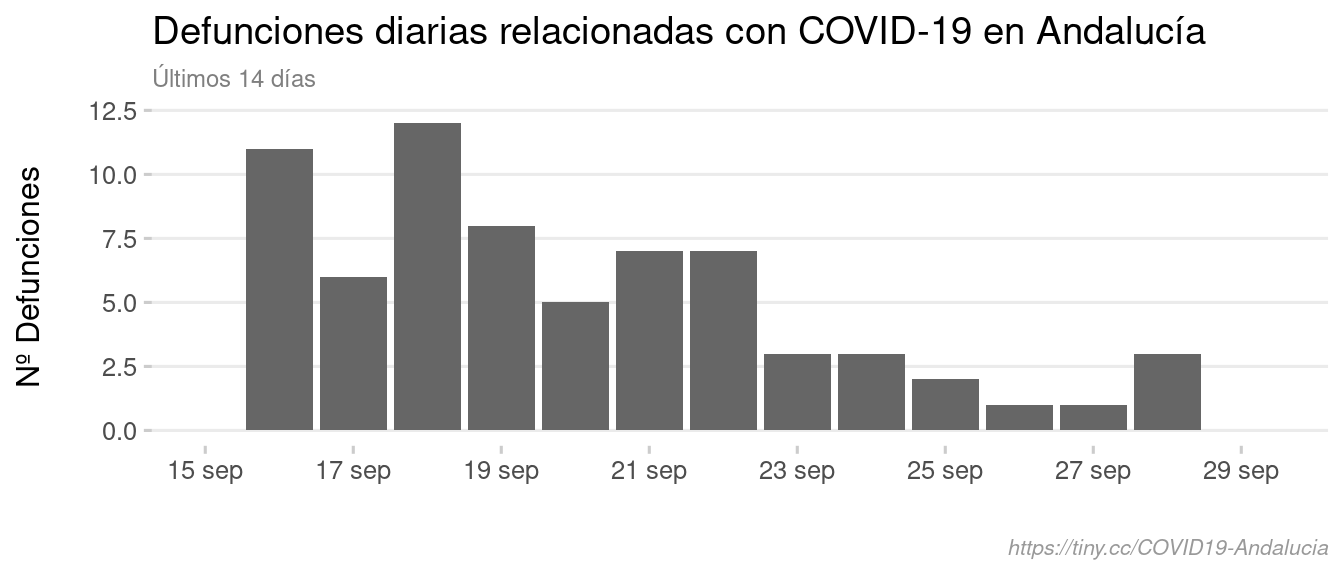 Defunciones diarias relacionadas con COVID-19 en Andalucía
Últimos 14 días
Nº Defunciones
12.5
10.0
7.5
5.0
2.5
0.0
15 sep 17 sep 19 sep 21 sep 23 sep 25 sep 27 sep 29 sep
https://tiny.cc/COVID19-Andalucia